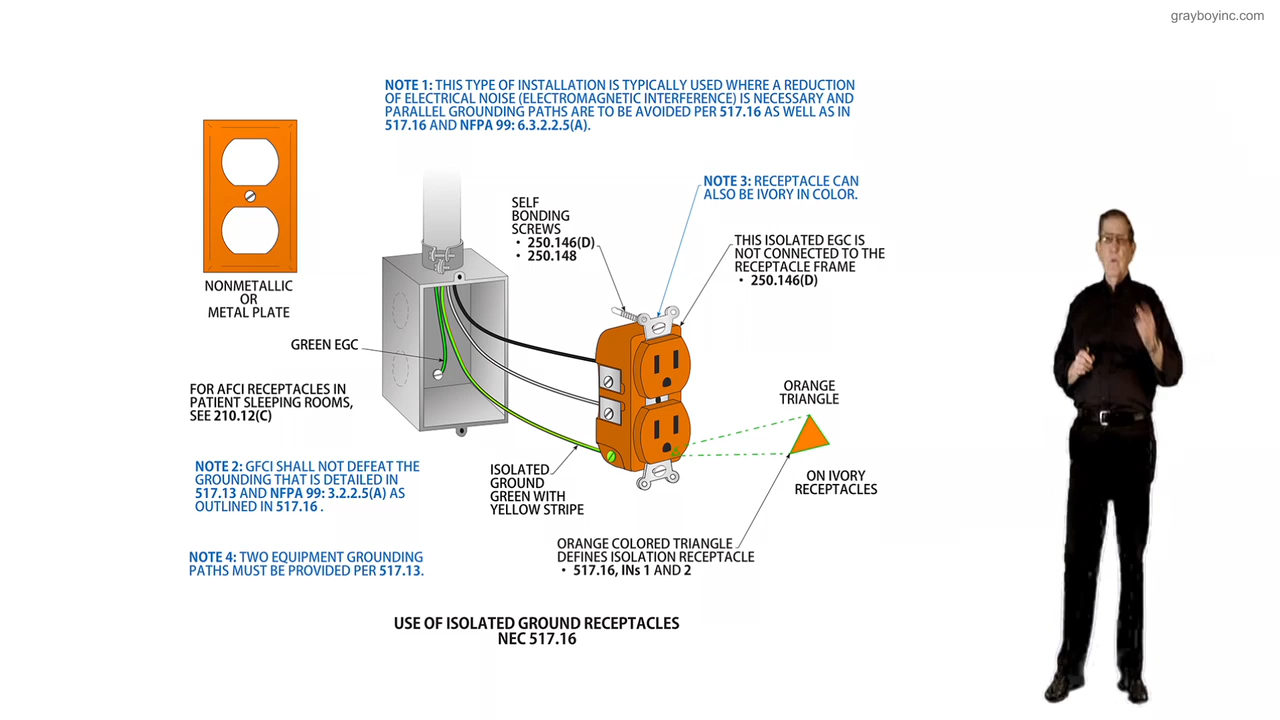 grayboyinc.com
NOTE 1: THIS TYPE OF INSTALLATION IS TYPICALLY USED WHERE A REDUCTION
OF ELECTRICAL NOISE (ELECTROMAGNETIC INTERFERENCE) IS NECESSARY AND
PARALLEL GROUNDING PATHS ARE TO BE AVOIDED PER 517.16 AS WELL AS IN
517.16 AND NFPA 99: 6.3.2.2.5(A).
NOTE 3: RECEPTACLE CAN
ALSO BE IVORY IN COLOR.
SELF
BONDING
SCREWS
• 250.146(D)
• 250.148
THIS ISOLATED EGC IS
NOT CONNECTED TO THE
RECEPTACLE FRAME
• 250.146(D)
NONMETALLIC
OR
METAL PLATE
GREEN EGC
FOR AFCI RECEPTACLES IN
PATIENT SLEEPING ROOMS,
SEE 210.12(C)
ORANGE
TRIANGLE
NOTE 2: GFCI SHALL NOT DEFEAT THE
GROUNDING THAT IS DETAILED IN
517.13 AND NFPA 99: 3.2.2.5(A) AS
OUTLINED IN 517.16 .
ISOLATED
GROUND
GREEN WITH
YELLOW STRIPE
ON IVORY
RECEPTACLES
NOTE 4: TWO EQUIPMENT GROUNDING
PATHS MUST BE PROVIDED PER 517.13.
ORANGE COLORED TRIANGLE
DEFINES ISOLATION RECEPTACLE
• 517.16, INs 1 AND 2
USE OF ISOLATED GROUND RECEPTACLES
NEC 517.16